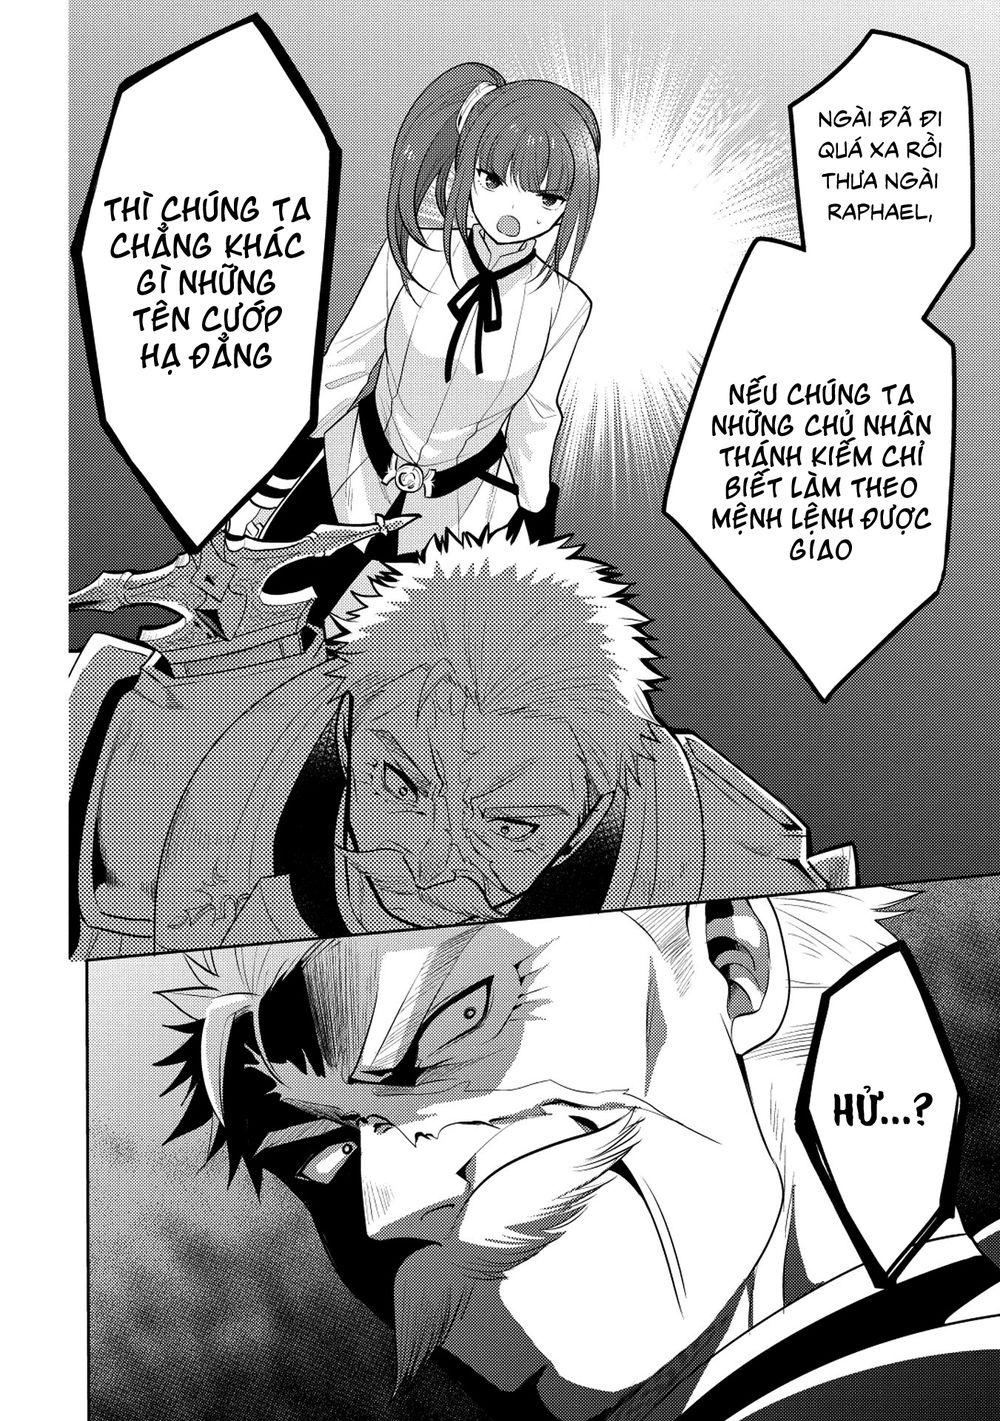 NGÀI ĐÃ ĐI
QUÁ XA RỒI
THƯA NGÀI
RAPHAEL,
NẾU CHÚNG TA
NHỮNG CHỦ NHÂN
THÁNH KIẾM CHỈ
BIẾT LÀM THEO
MỆNH LỆNH ĐƯỢC
GIAO
THÌ CHÚNG TA
CHẲNG KHÁC
GÌ NHỮNG
TÊN CƯỚP
HẠ ĐẲNG
HỬ...?